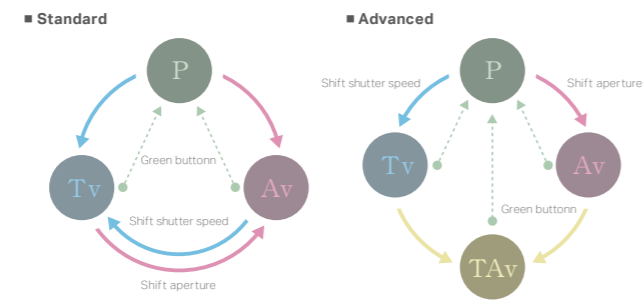 ■ Standard
P
Green buttonn
Tv
Av
Shift shutter speed
Shift aperture
■ Advanced
P
Shift shutter speed
Shift aperture
Tv
Av
Green buttonn
TAv